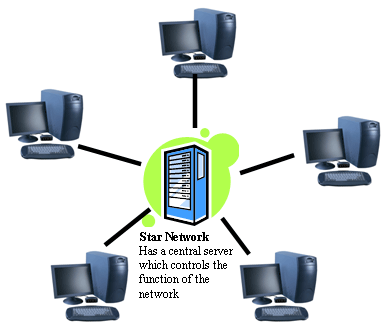 Star Network
Has a central server
which controls the
function of the
network